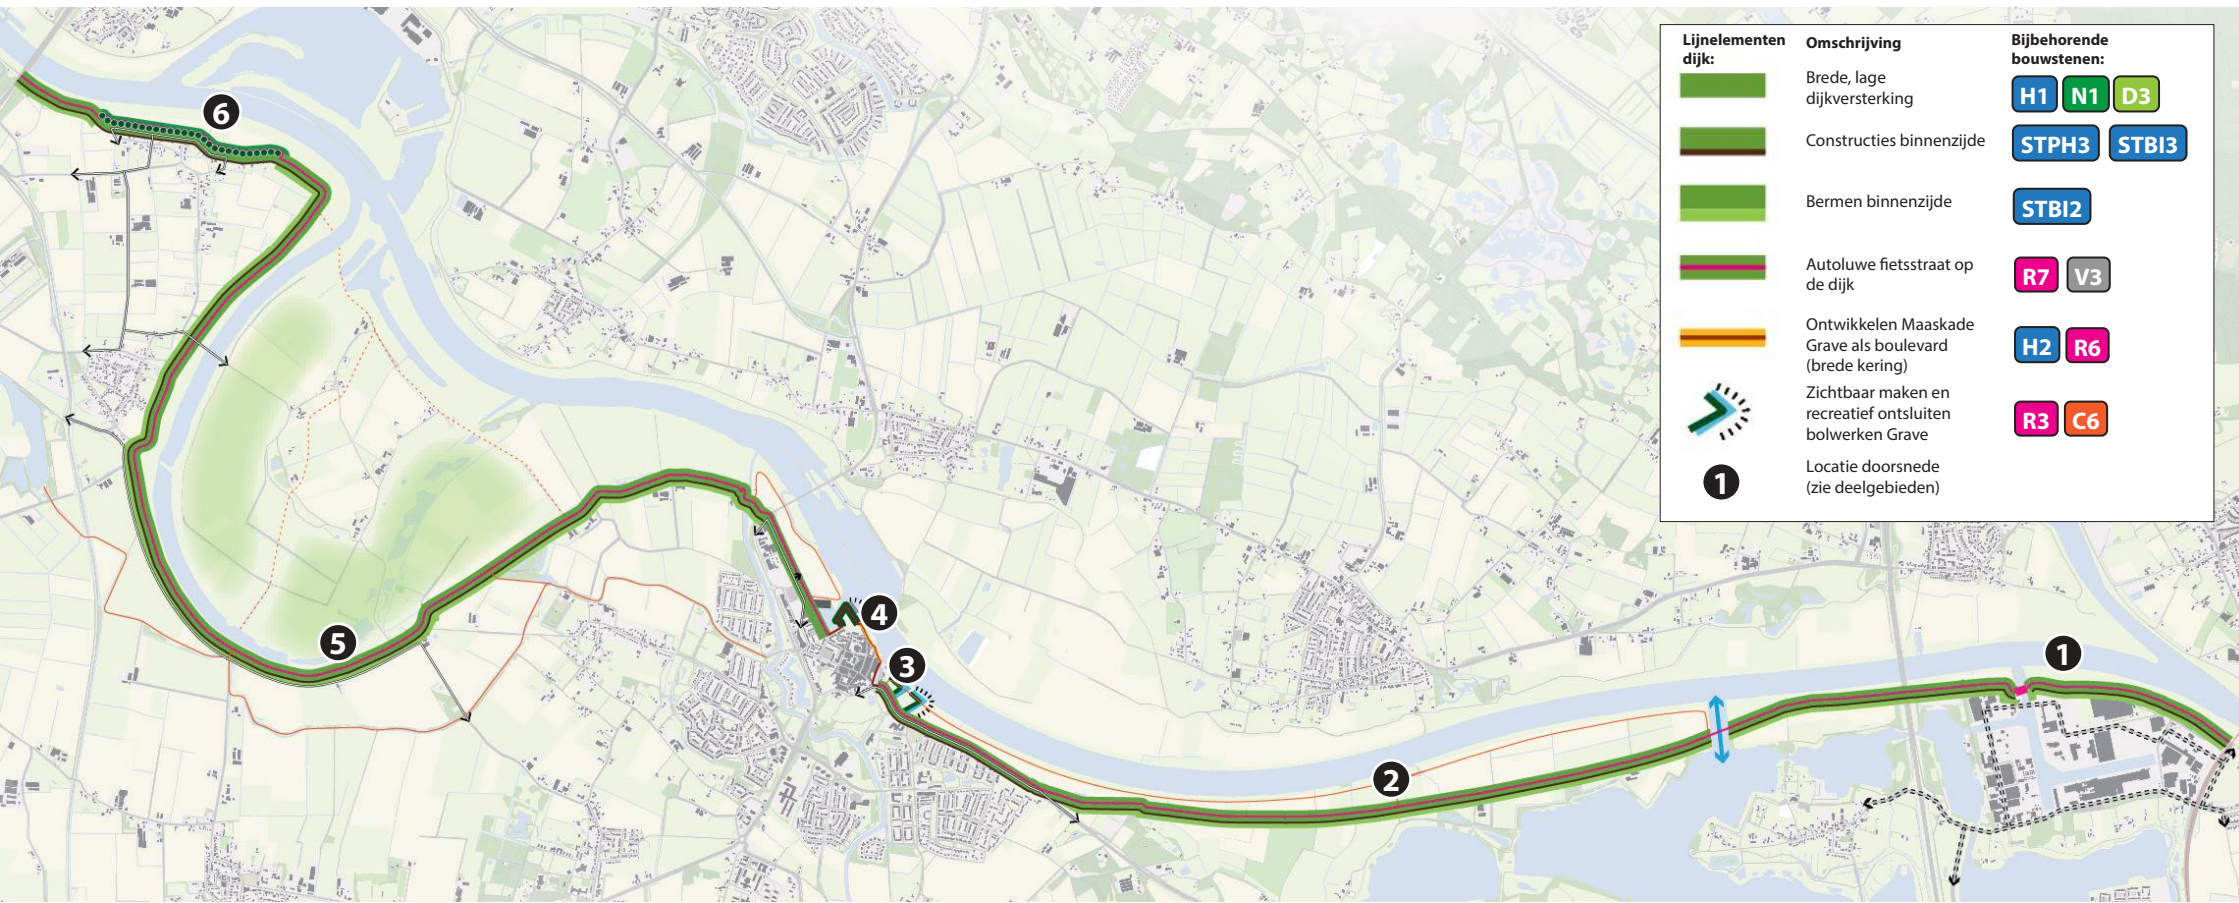 Lijnelementen dijk:
Omschrijving
Bijbehorende bouwstenen:
Brede, lage
dijkversterking
H1 N1 D3
Constructies binnenzijde
STPH3 STBI3
Bermen binnenzijde
STBI2
Autoluwe fietsstraat op
de dijk
R7 V3
Ontwikkelen Maaskade
Grave als boulevard
(brede kering)
H2 R6
Zichtbaar maken en
recreatief ontsluiten
bolwerken Grave
R3 C6
1
Locatie doorsnede
(zie deelgebieden)
6
5
4
3
2
1